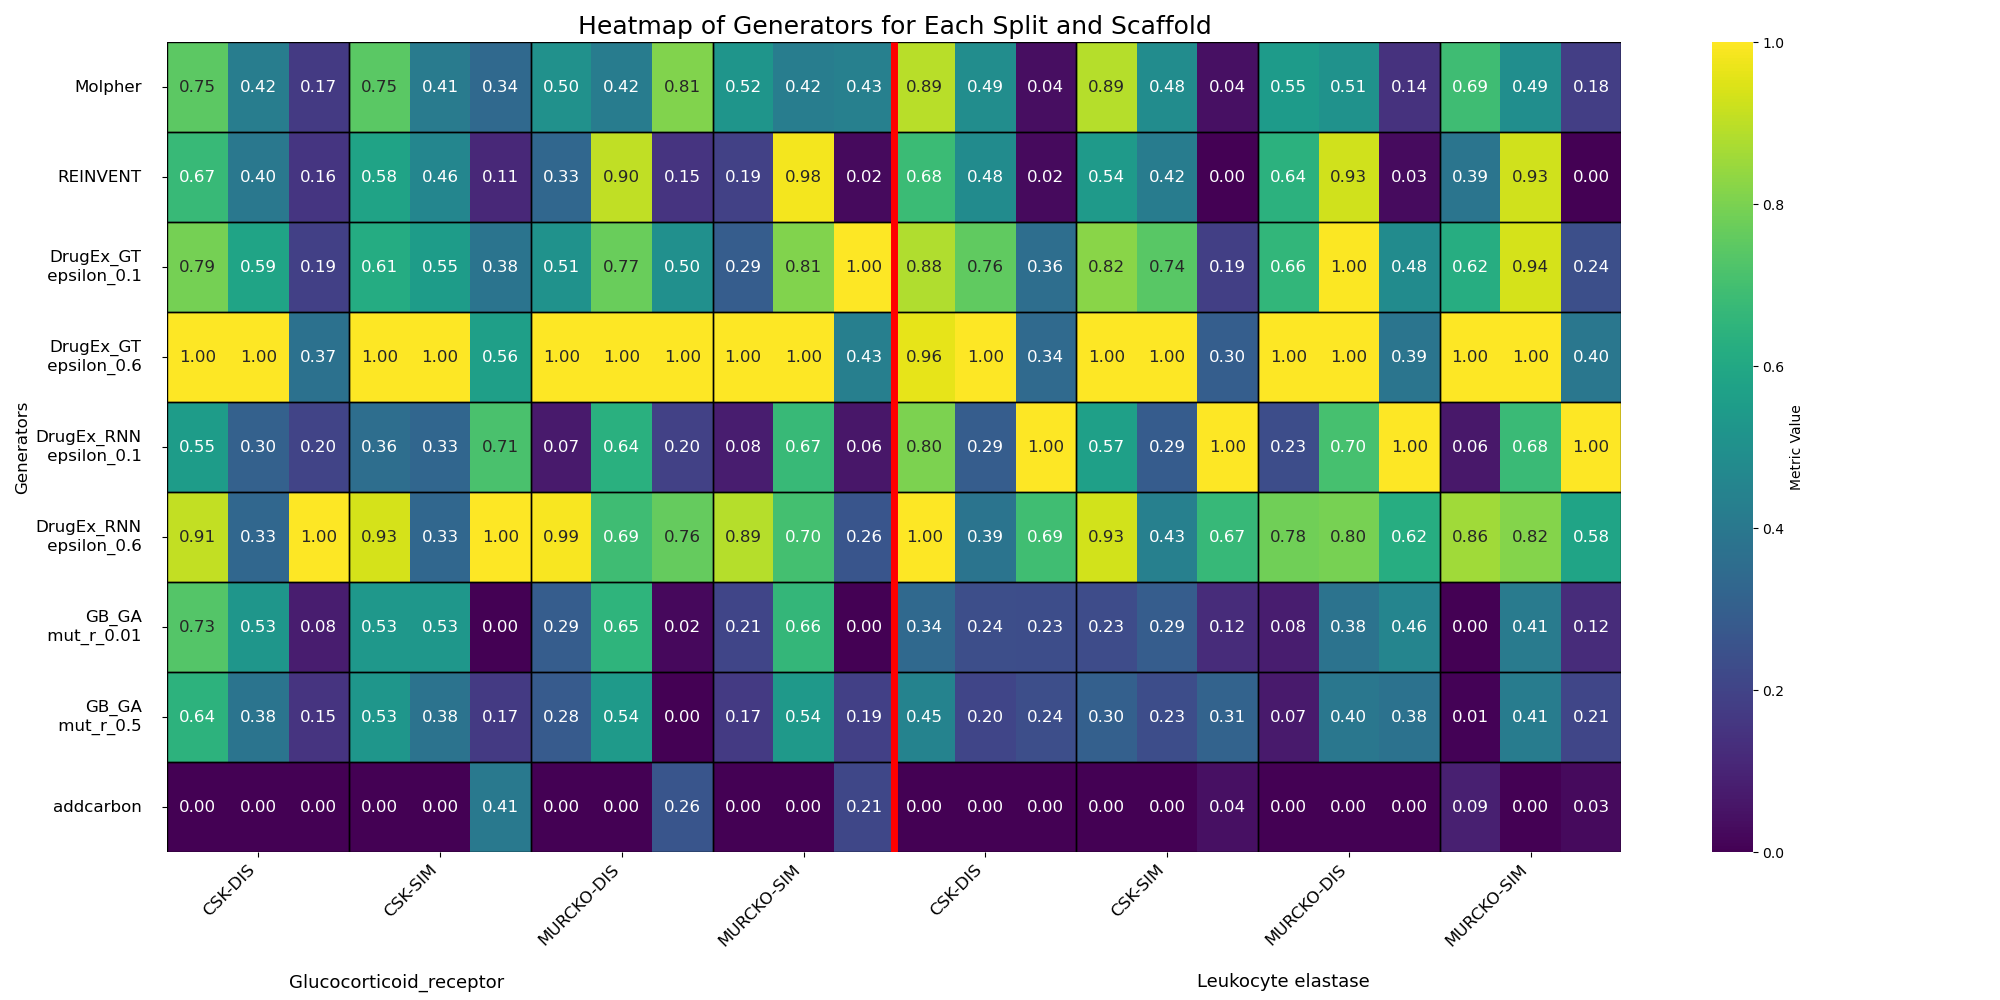 Heatmap of Generators for Each Split and Scaffold
Generators
Molpher 0.75 0.42 0.17 0.75 0.41 0.34 0.50 0.42 0.81 0.52 0.42 0.43 0.89 0.49 0.04 0.89 0.48 0.04 0.55 0.51 0.14 0.69 0.49 0.18
REINVENT 0.67 0.40 0.16 0.58 0.46 0.11 0.33 0.90 0.15 0.19 0.98 0.02 0.68 0.48 0.02 0.54 0.42 0.00 0.64 0.93 0.03 0.39 0.93 0.00
DrugEx_GT
epsilon_0.1 0.79 0.59 0.19 0.61 0.55 0.38 0.51 0.77 0.50 0.29 0.81 1.00 0.88 0.76 0.36 0.82 0.74 0.19 0.66 1.00 0.48 0.62 0.94 0.24
DrugEx_GT
epsilon_0.6 1.00 1.00 0.37 1.00 1.00 0.56 1.00 1.00 1.00 1.00 1.00 0.43 0.96 1.00 0.34 1.00 1.00 0.30 1.00 1.00 0.39 1.00 1.00 0.40
DrugEx_RNN
epsilon_0.1 0.55 0.30 0.20 0.36 0.33 0.71 0.07 0.64 0.20 0.08 0.67 0.06 0.80 0.29 1.00 0.57 0.29 1.00 0.23 0.70 1.00 0.06 0.68 1.00
DrugEx_RNN
epsilon_0.6 0.91 0.33 1.00 0.93 0.33 1.00 0.99 0.69 0.76 0.89 0.70 0.26 1.00 0.39 0.69 0.93 0.43 0.67 0.78 0.80 0.62 0.86 0.82 0.58
GB_GA
mut_r_0.01 0.73 0.53 0.08 0.53 0.53 0.00 0.29 0.65 0.02 0.21 0.66 0.00 0.34 0.24 0.23 0.23 0.29 0.12 0.08 0.38 0.46 0.00 0.41 0.12
GB_GA
mut_r_0.5 0.64 0.38 0.15 0.53 0.38 0.17 0.28 0.54 0.00 0.17 0.54 0.19 0.45 0.20 0.24 0.30 0.23 0.31 0.07 0.40 0.38 0.01 0.41 0.21
addcarbon 0.00 0.00 0.00 0.00 0.00 0.41 0.00 0.00 0.26 0.00 0.00 0.21 0.00 0.00 0.00 0.00 0.00 0.04 0.00 0.00 0.00 0.09 0.00 0.03
CSK-DIS CSK-SIM MURCKO-DIS MURCKO-SIM CSK-DIS CSK-SIM MURCKO-DIS MURCKO-SIM
Glucocorticoid_receptor Leukocyte elastase
1.0
0.8
0.6
0.4
0.2
0.0
Metric Value